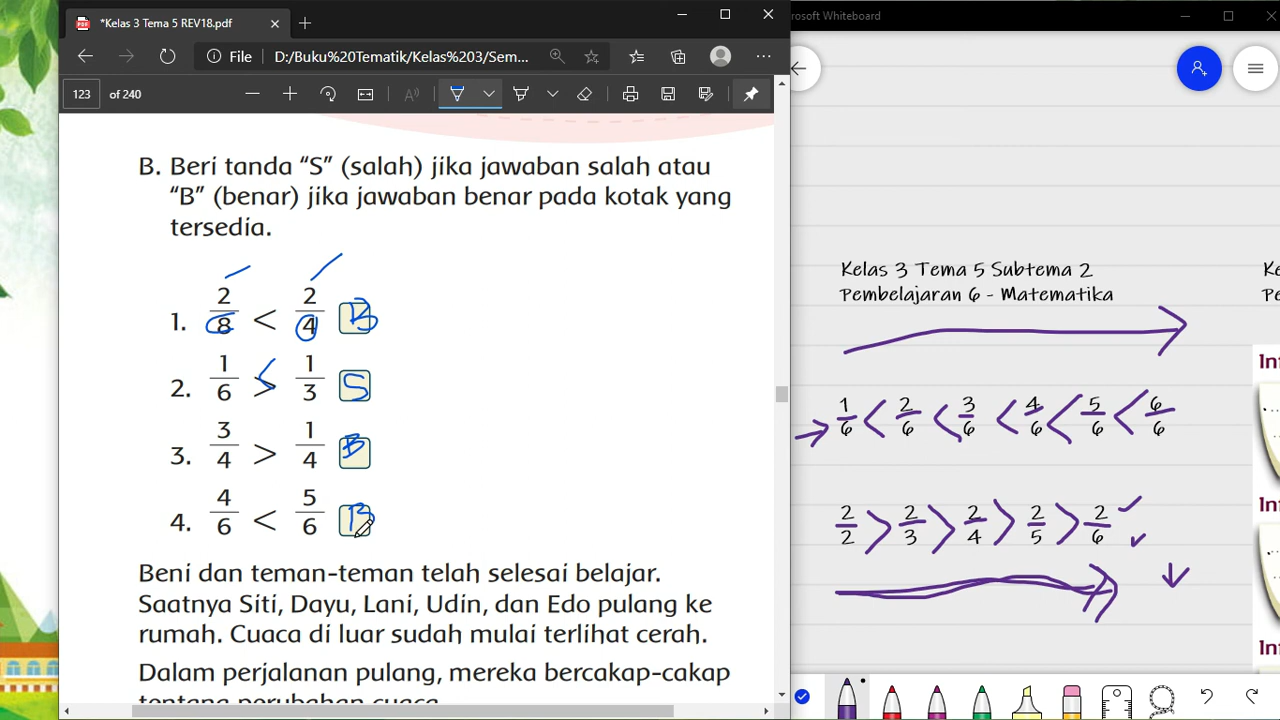 *Kelas 3 Tema 5 REV18.pdf
File D:/Buku%20Tematik/Kelas%203/Sem...
123 of 240
B. Beri tanda “S” (salah) jika jawaban salah atau
“B” (benar) jika jawaban benar pada kotak yang
tersedia.
1. 2/8 < 2/4 B
2. 1/6 > 1/3 S
3. 3/4 > 1/4 B
4. 4/6 < 5/6 B
Beni dan teman-teman telah selesai belajar.
Saatnya Siti, Dayu, Lani, Udin, dan Edo pulang ke
rumah. Cuaca di luar sudah mulai terlihat cerah.
Dalam perjalanan pulang, mereka bercakap-cakap
tentang perubahan cuaca.
Whiteboard
Kelas 3 Tema 5 Subtema 2
Pembelajaran 6 - Matematika
1/6 < 2/6 < 3/6 < 4/6 < 5/6 < 6/6
2/2 > 2/3 > 2/4 > 2/5 > 2/6